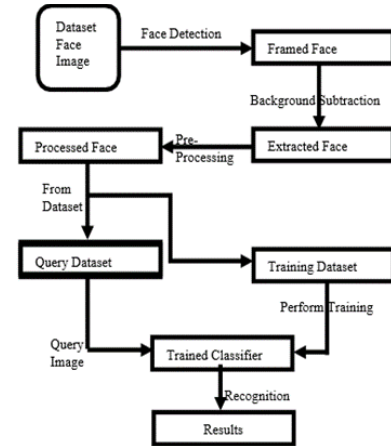 Dataset
Face
Image
Face Detection
Framed Face
Background Subtraction
Processed Face
Pre-
Processing
Extracted Face
From
Dataset
Query Dataset
Training Dataset
Perform Training
Query
Image
Trained Classifier
Recognition
Results